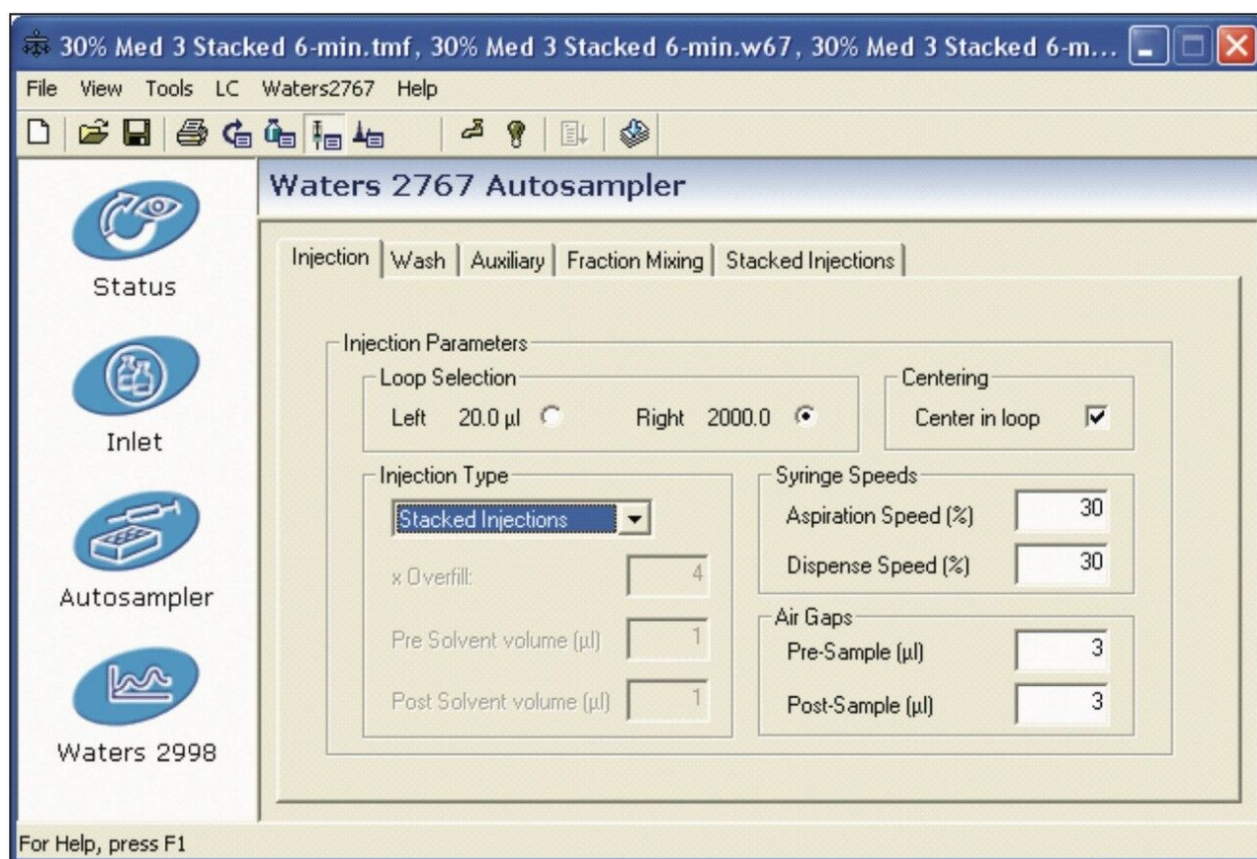 30% Med 3 Stacked 6-min.tmf, 30% Med 3 Stacked 6-min.w67, 30% Med 3 Stacked 6-m...
File View Tools LC Waters2767 Help
Waters 2767 Autosampler
Status
Inlet
Autosampler
Waters 2998
Injection Wash Auxiliary Fraction Mixing Stacked Injections
Injection Parameters
Loop Selection
Left 20.0 µl Right 2000.0
Centering
Center in loop
Injection Type
Stacked Injections
x Overfill: 4
Pre Solvent volume (µl) 1
Post Solvent volume (µl) 1
Syringe Speeds
Aspiration Speed (%) 30
Dispense Speed (%) 30
Air Gaps
Pre-Sample (µl) 3
Post-Sample (µl) 3
For Help, press F1